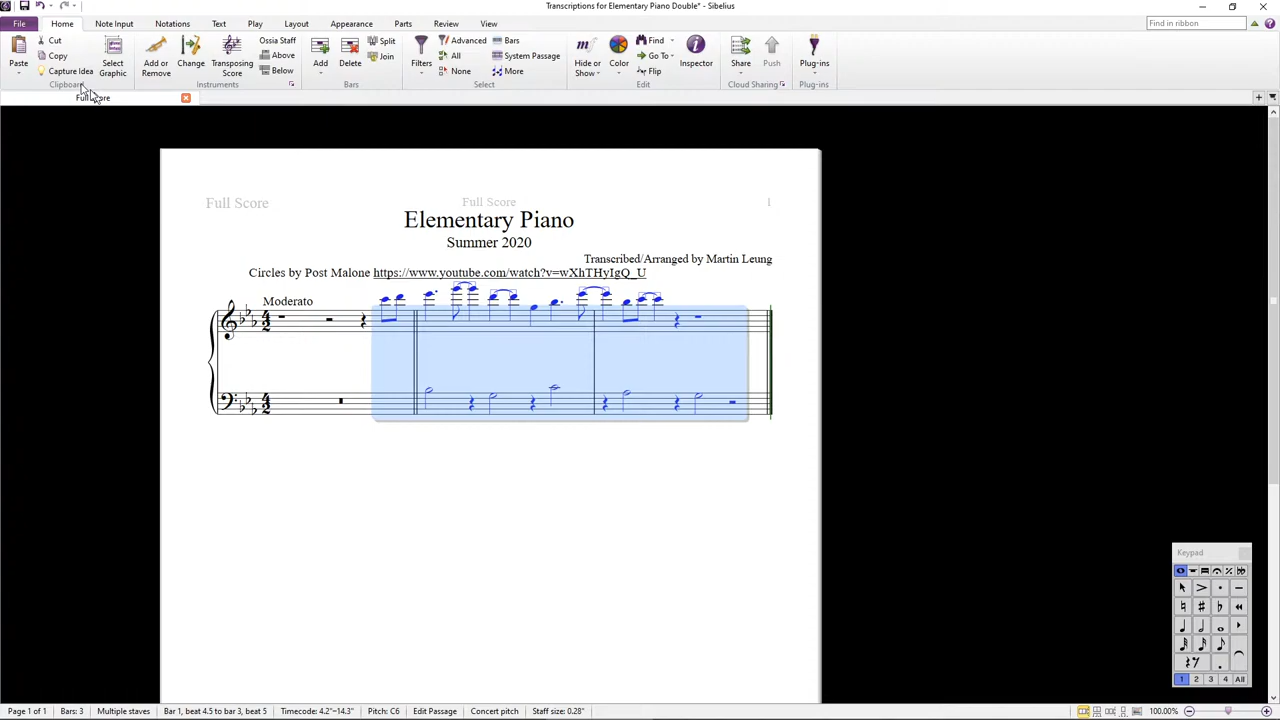 Transcriptions for Elementary Piano Double* - Sibelius
File Home Note Input Notations Text Play Layout Appearance Parts Review View Find in ribbon
Paste Cut Copy Capture Idea Select Graphic Add or Remove Change Transposing Score Ossia Staff Above Below Add Delete Split Join Filters Advanced All None Bars System Passage More Hide or Show Color Find Go To Flip Inspector Share Push Plug-ins
Clipboard Instruments Bars Select Edit Cloud Sharing Plug-ins
Full Score
Full Score Full Score 1
Elementary Piano
Summer 2020
Transcribed/Arranged by Martin Leung
Circles by Post Malone https://www.youtube.com/watch?v=wXhTHyIgQ_U
Moderato
Keypad
1 2 3 4 All
Page 1 of 1 Bars: 3 Multiple staves Bar 1, beat 4.5 to bar 3, beat 5 Timecode: 4.2"=14.3" Pitch: C6 Edit Passage Concert pitch Staff size: 0.28" 100.00%